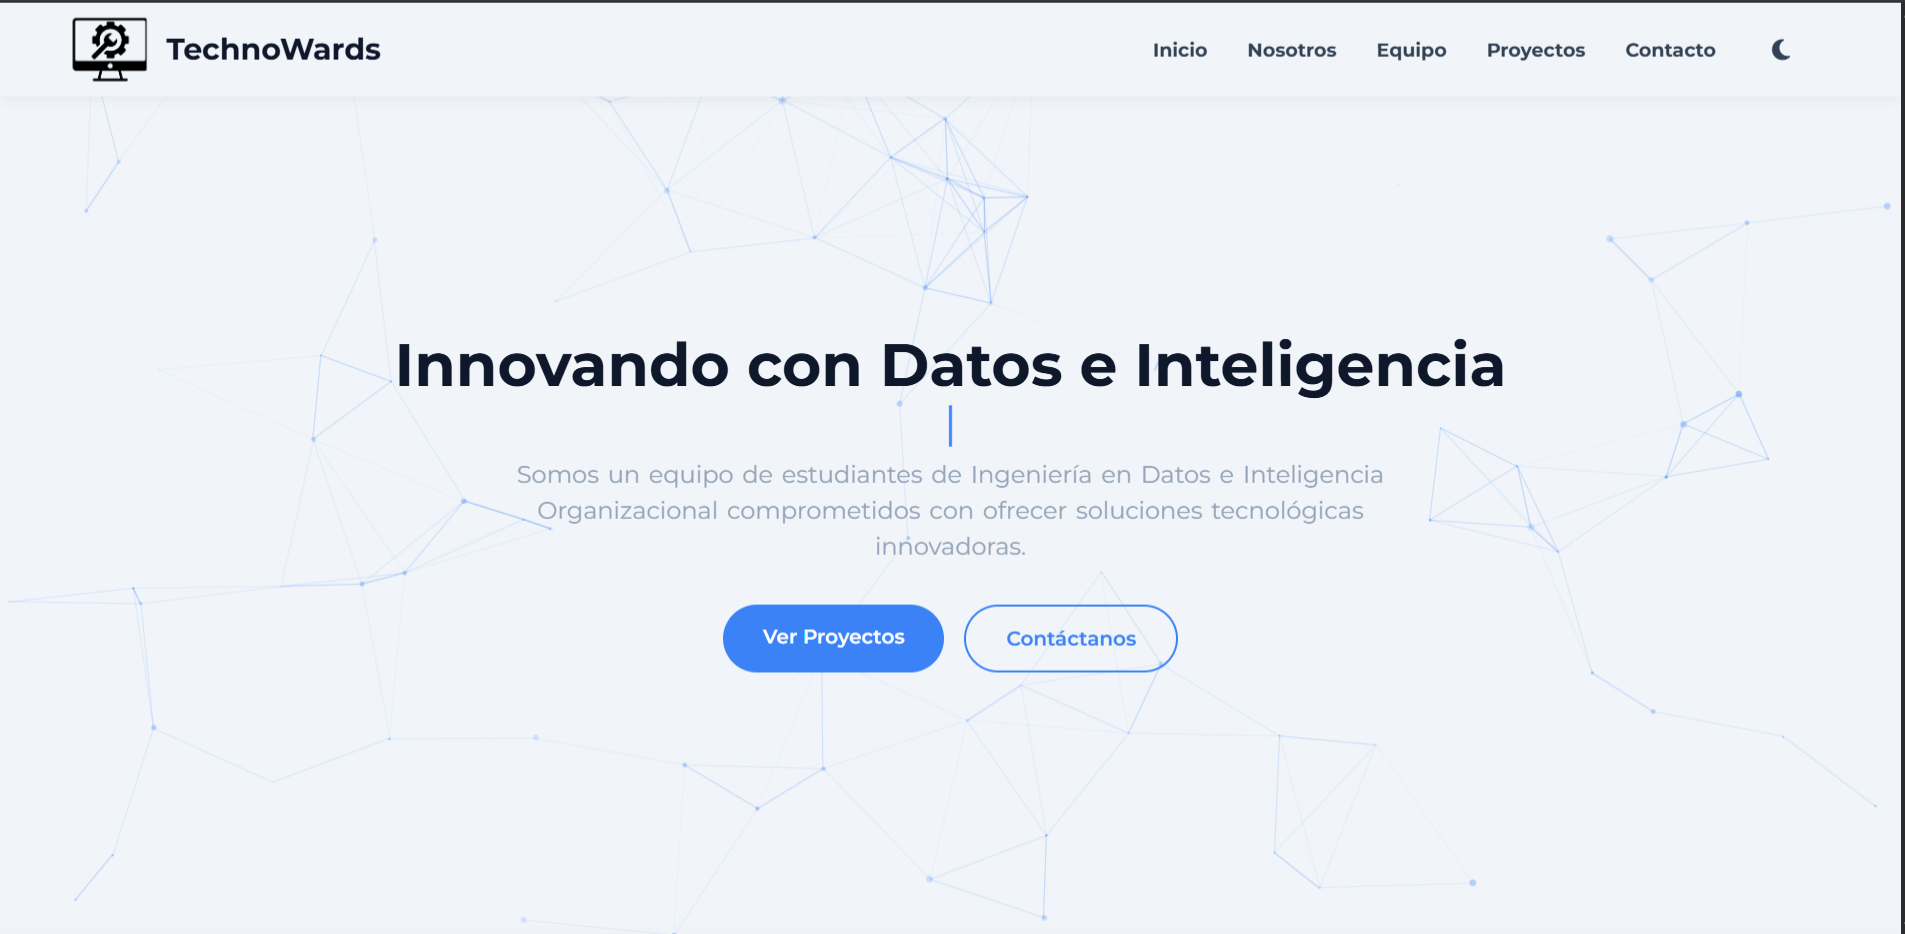 TechnoWards
Inicio Nosotros Equipo Proyectos Contacto
Innovando con Datos e Inteligencia
Somos un equipo de estudiantes de Ingeniería en Datos e Inteligencia
Organizacional comprometidos con ofrecer soluciones tecnológicas
innovadoras.
Ver Proyectos
Contáctanos